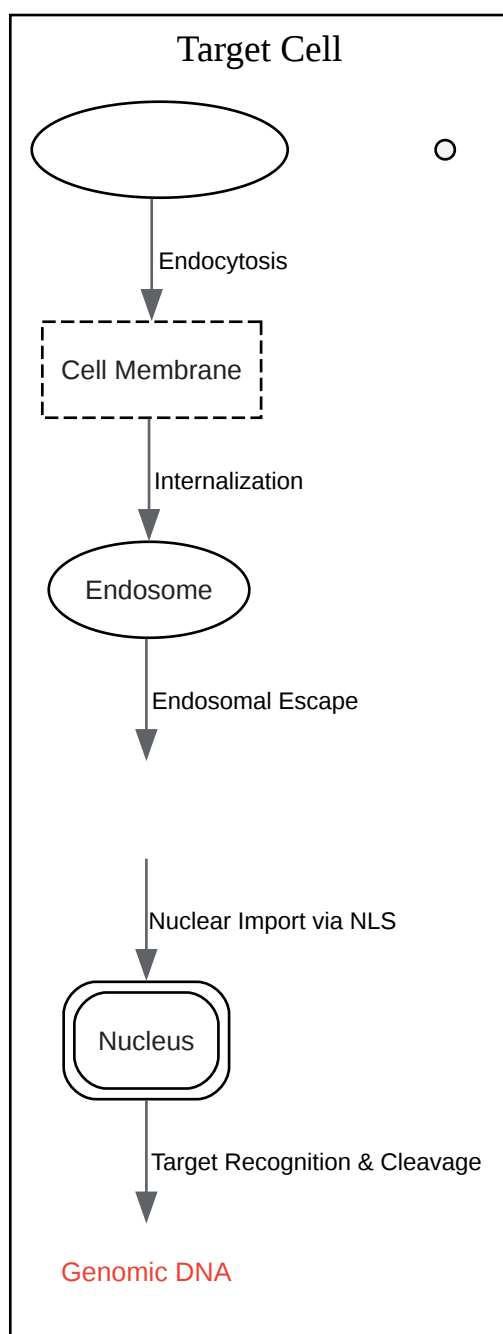 Target Cell
Endocytosis
Cell Membrane
Internalization
Endosome
Endosomal Escape
Nuclear Import via NLS
Nucleus
Target Recognition & Cleavage
Genomic DNA